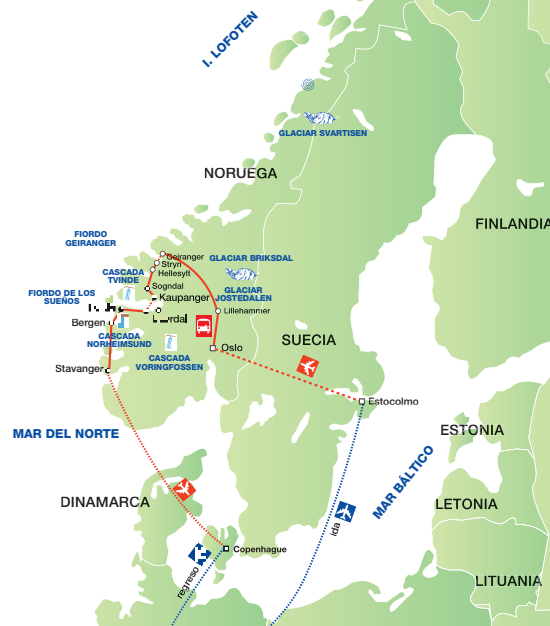 I. LOFOTEN
GLACIAR SVARTISEN
NORUEGA
FINLANDIA
FIORDO
GEIRANGER
Geiranger
Stryn
Hellesylt
GLACIAR BRIKSDAL
CASCADA
TVINDE
Sogndal
GLACIAR
JOSTEDALEN
FIORDO DE LOS
SUEÑOS
Kaupanger
Lillehammer
Bergen
CASCADA
NORHEIMSUND
CASCADA
VORINGFOSSEN
Oslo
SUECIA
Stavanger
Estocolmo
MAR DEL NORTE
ESTONIA
MAR BÁLTICO
DINAMARCA
LETONIA
ida
Copenhague
regreso
LITUANIA